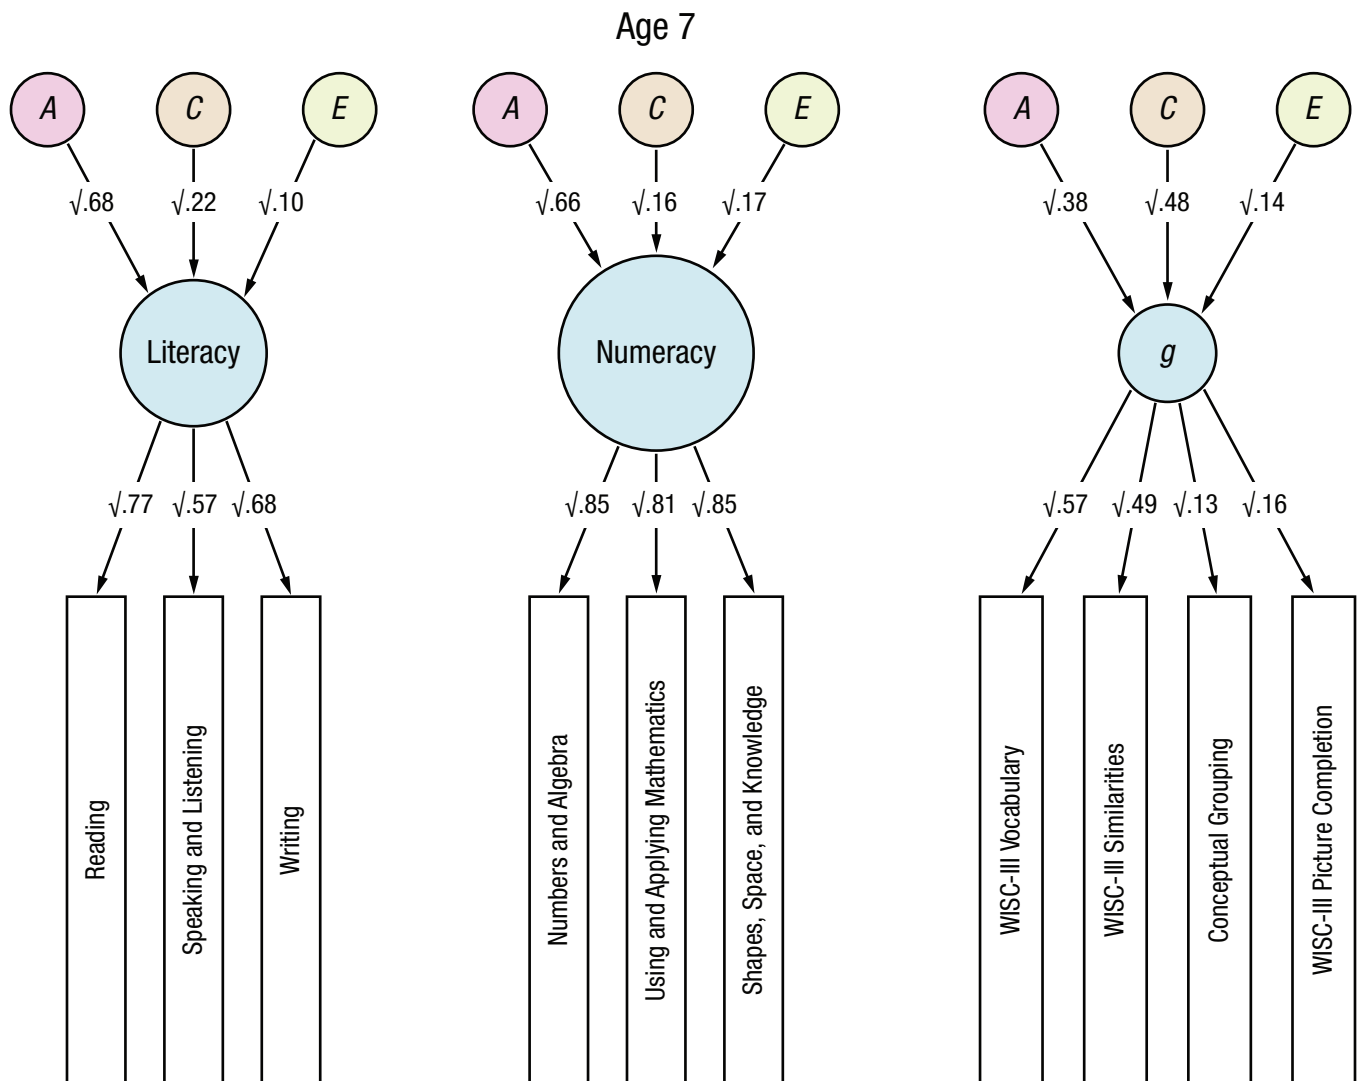 Age 7
A C E A C E A C E
√.68 √.22 √.10 √.66 √.16 √.17 √.38 √.48 √.14
Literacy Numeracy g
√.77 √.57 √.68 √.85 √.81 √.85 √.57 √.49 √.13 √.16
Reading
Speaking and Listening
Writing
Numbers and Algebra
Using and Applying Mathematics
Shapes, Space, and Knowledge
WISC-III Vocabulary
WISC-III Similarities
Conceptual Grouping
WISC-III Picture Completion